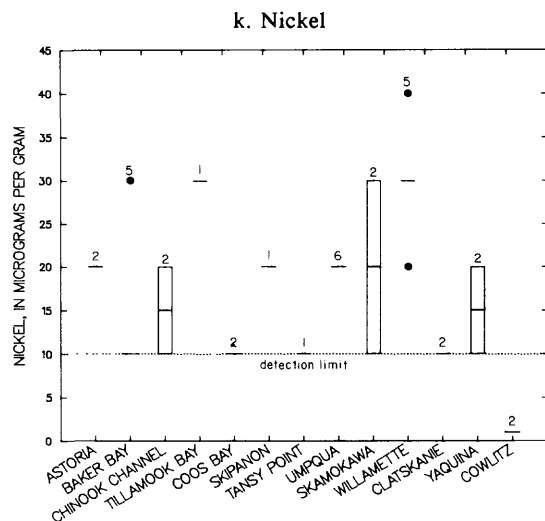 k. Nickel
NICKEL, IN MICROGRAMS PER GRAM
45
40
35
30
25
20
15
10
5
0
2
5
2
1
2
1
1
6
2
5
2
2
2
detection limit
ASTORIA
BAKER BAY
CHINOOK CHANNEL
TILLAMOOK BAY
COOS BAY
SKIPANON
TANSY POINT
UMPQUA
SKAMOKAWA
WILLAMETTE
CLATSKANIE
YAQUINA
COWLITZ